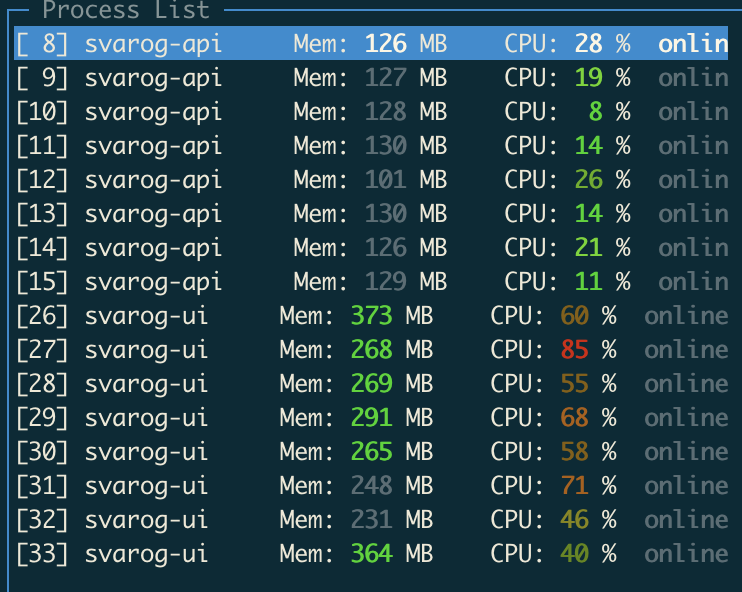 Process List
[ 8] svarog-api Mem: 126 MB CPU: 28 % onlin
[ 9] svarog-api Mem: 127 MB CPU: 19 % onlin
[10] svarog-api Mem: 128 MB CPU: 8 % onlin
[11] svarog-api Mem: 130 MB CPU: 14 % onlin
[12] svarog-api Mem: 101 MB CPU: 26 % onlin
[13] svarog-api Mem: 130 MB CPU: 14 % onlin
[14] svarog-api Mem: 126 MB CPU: 21 % onlin
[15] svarog-api Mem: 129 MB CPU: 11 % onlin
[26] svarog-ui Mem: 373 MB CPU: 60 % online
[27] svarog-ui Mem: 268 MB CPU: 85 % online
[28] svarog-ui Mem: 269 MB CPU: 55 % online
[29] svarog-ui Mem: 291 MB CPU: 68 % online
[30] svarog-ui Mem: 265 MB CPU: 58 % online
[31] svarog-ui Mem: 248 MB CPU: 71 % online
[32] svarog-ui Mem: 231 MB CPU: 46 % online
[33] svarog-ui Mem: 364 MB CPU: 40 % online